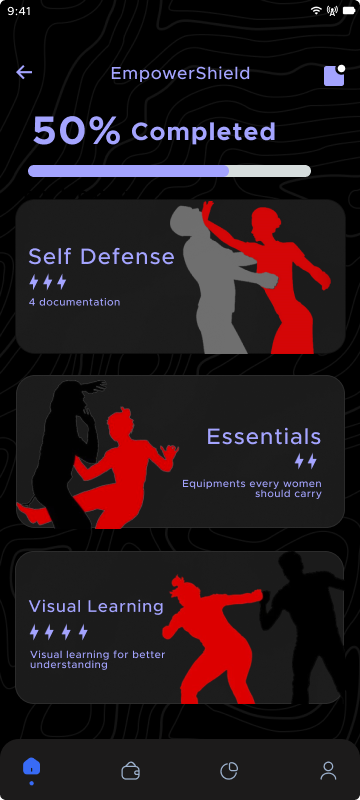 9:41
EmpowerShield
50% Completed
Self Defense
4 documentation
Essentials
Equipments every women
should carry
Visual Learning
Visual learning for better
understanding